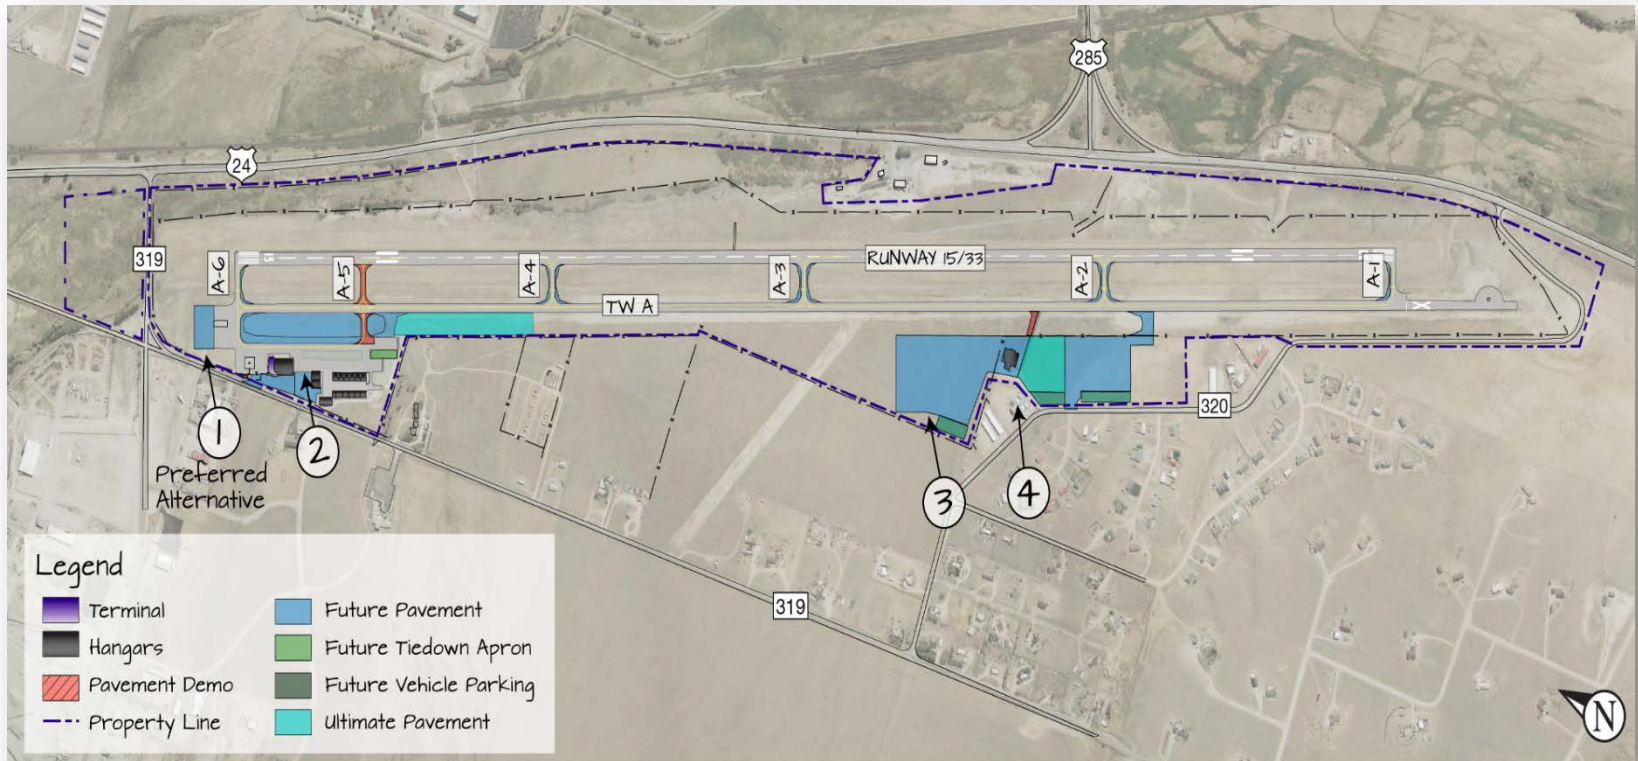 285
24
319
A-6
A-5
A-4
A-3
A-2
A-1
RUNWAY 15/33
TW A
1
Preferred
Alternative
2
3
4
320
319
X
N
Legend
Terminal
Hangars
Pavement Demo
Property Line
Future Pavement
Future Tiedown Apron
Future Vehicle Parking
Ultimate Pavement